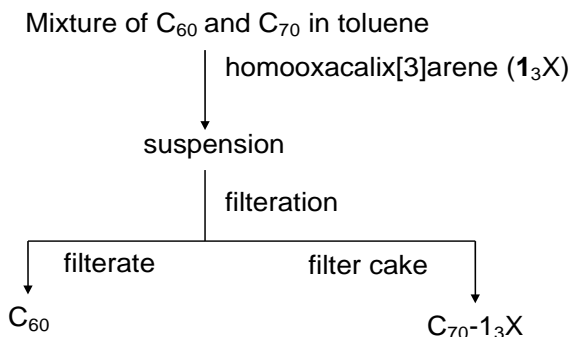 Mixture of C₆₀ and C₇₀ in toluene
homooxacalix[3]arene (1₃X)
suspension
filteration
filterate
filter cake
C₆₀
C₇₀-1₃X